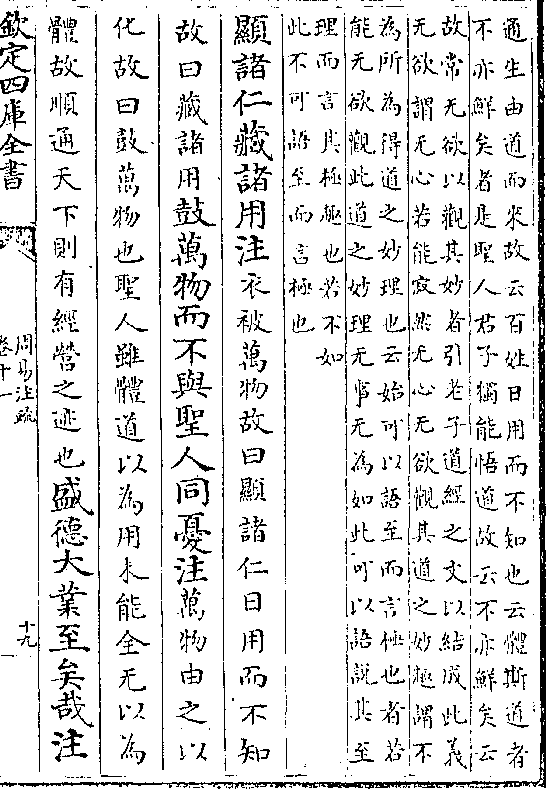 通生由道而來故云百姓日用而不知也云體斯道者
不亦鮮矣者是聖人君子獨能悟道故云不亦鮮矣云
故常无欲以觀其妙者引老子道經之文以結成此義
无欲謂无心若能寂然无心无欲觀其道之妙極謂不
為所為得道之妙理也云始可以語至而言極也者若
能无欲觀此道之妙理无事无為如此可以語說其至
理而言其極趣也若不如
此不可語至而言極也
顯諸仁藏諸用注衣被萬物故曰顯諸仁日用而不知
故曰藏諸用鼓萬物而不與聖人同憂注萬物由之以
化故曰鼓萬物也聖人雖體道以為用未能全无以為
體故順通天下則有經營之迹也盛德大業至矣哉注
欽定四庫全書
周易注疏
卷十一
十九